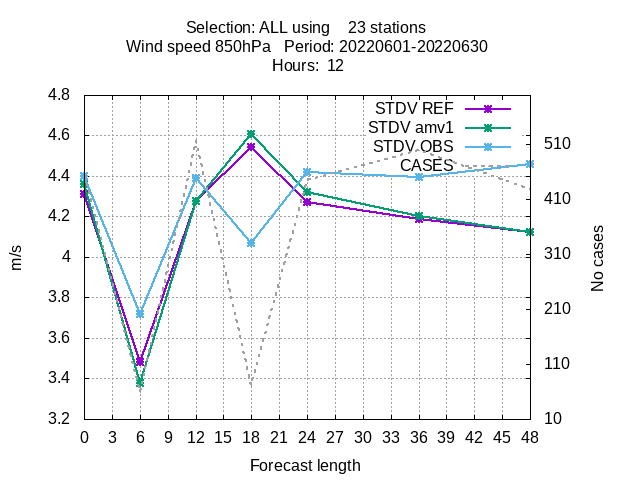 Selection: ALL using    23 stations
Wind speed 850hPa   Period: 20220601-20220630
Hours:  12
4.8
4.6
4.4
4.2
4
3.8
3.6
3.4
3.2
m/s
STDV REF
STDV amv1
STDV OBS
CASES
510
410
310
210
110
10
No cases
0 3 6 9 12 15 18 21 24 27 30 33 36 39 42 45 48
Forecast length